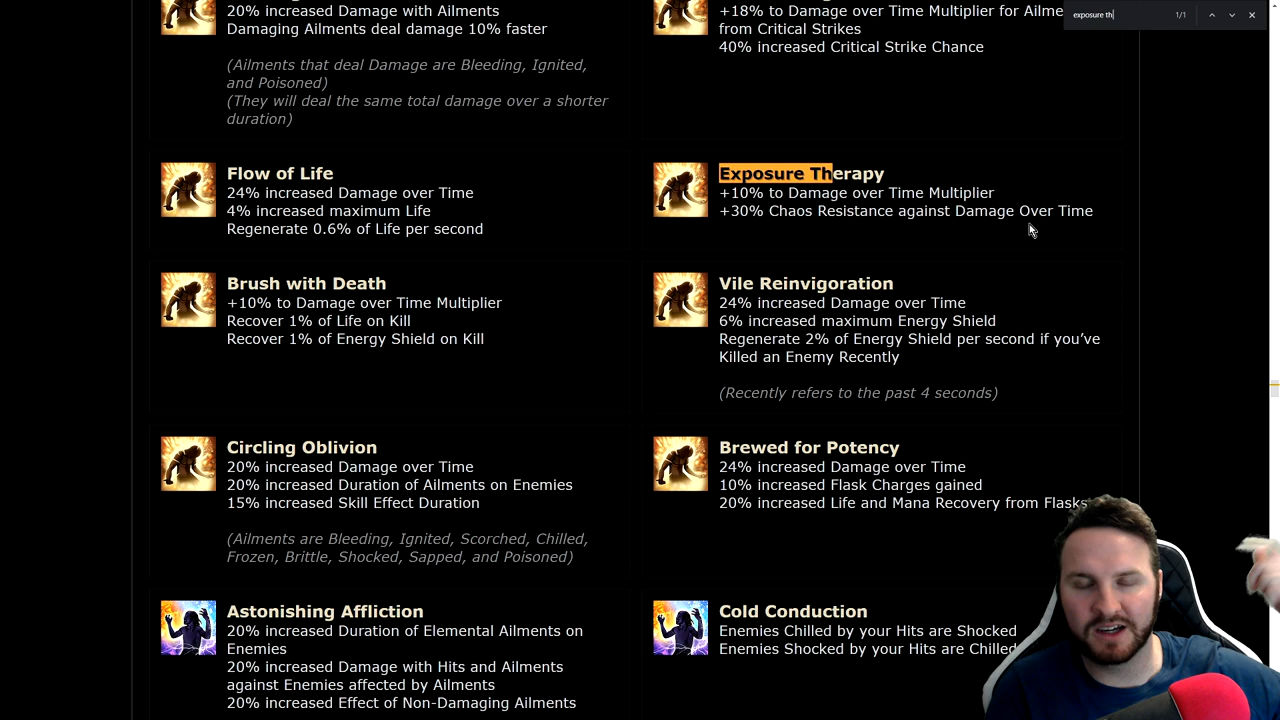 exposure th
1/1
20% increased Damage with Ailments
Damaging Ailments deal damage 10% faster
(Ailments that deal Damage are Bleeding, Ignited,
and Poisoned)
(They will deal the same total damage over a shorter
duration)
+18% to Damage over Time Multiplier for Ailme
from Critical Strikes
40% increased Critical Strike Chance
Flow of Life
24% increased Damage over Time
4% increased maximum Life
Regenerate 0.6% of Life per second
Exposure Therapy
+10% to Damage over Time Multiplier
+30% Chaos Resistance against Damage Over Time
Brush with Death
+10% to Damage over Time Multiplier
Recover 1% of Life on Kill
Recover 1% of Energy Shield on Kill
Vile Reinvigoration
24% increased Damage over Time
6% increased maximum Energy Shield
Regenerate 2% of Energy Shield per second if you’ve
Killed an Enemy Recently
(Recently refers to the past 4 seconds)
Circling Oblivion
20% increased Damage over Time
20% increased Duration of Ailments on Enemies
15% increased Skill Effect Duration
(Ailments are Bleeding, Ignited, Scorched, Chilled,
Frozen, Brittle, Shocked, Sapped, and Poisoned)
Brewed for Potency
24% increased Damage over Time
10% increased Flask Charges gained
20% increased Life and Mana Recovery from Flasks
Astonishing Affliction
20% increased Duration of Elemental Ailments on
Enemies
20% increased Damage with Hits and Ailments
against Enemies affected by Ailments
20% increased Effect of Non-Damaging Ailments
Cold Conduction
Enemies Chilled by your Hits are Shocked
Enemies Shocked by your Hits are Chilled